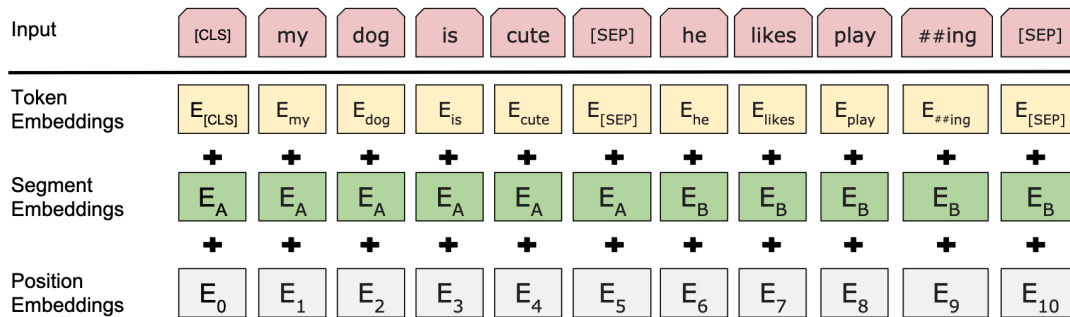 Input [CLS] my dog is cute [SEP] he likes play ##ing [SEP]
Token Embeddings E[CLS] Emy Edog Eis Ecute E[SEP] Ehe Elikes Eplay E##ing E[SEP]
+ + + + + + + + + + +
Segment Embeddings EA EA EA EA EA EA EB EB EB EB EB
+ + + + + + + + + + +
Position Embeddings E0 E1 E2 E3 E4 E5 E6 E7 E8 E9 E10